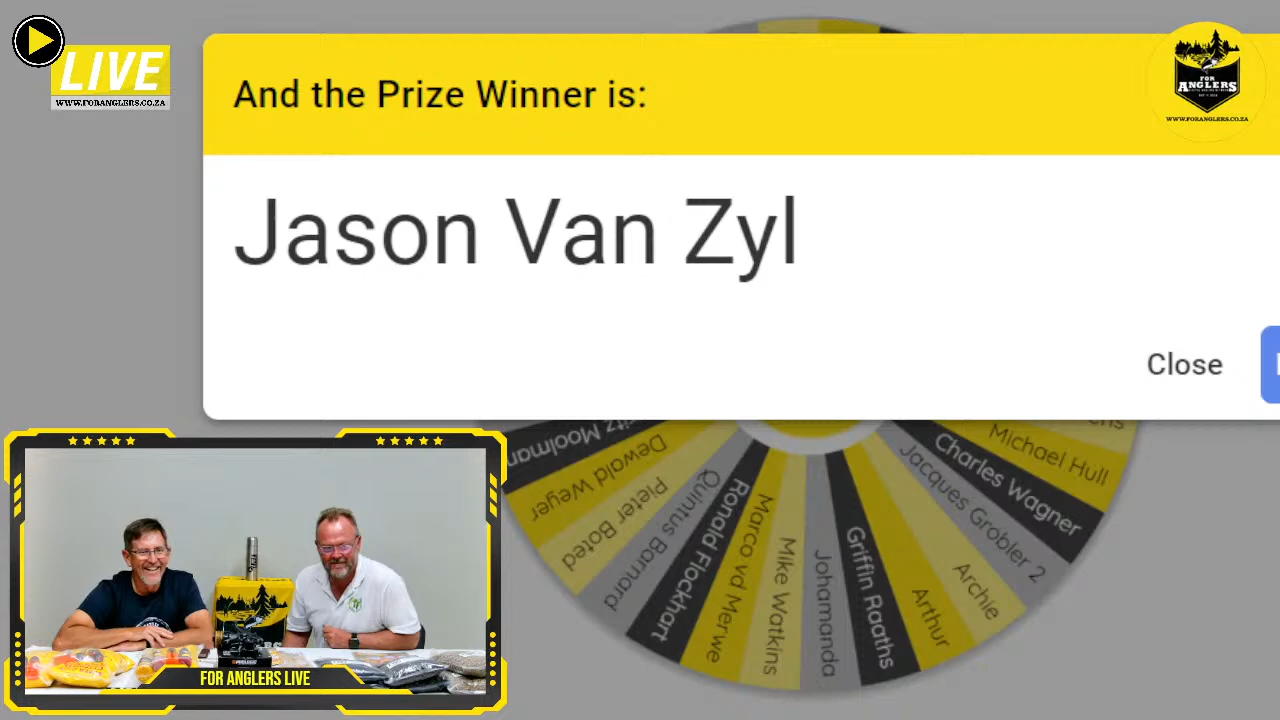 LIVE
WWW.FORANGLERS.CO.ZA
And the Prize Winner is:
FOR
ANGLERS
WWW.FORANGLERS.CO.ZA
Jason Van Zyl
Close
Moolman
Dewald Weyer
Pieter Boted
Quintus Barnard
Ronald Flockhart
Marco vd Merwe
Mike Watkins
Johamanda
Griffin Raaths
Arthur
Archie
Jacques Grobler 2
Charles Wagner
Michael Hull
FOR ANGLERS LIVE